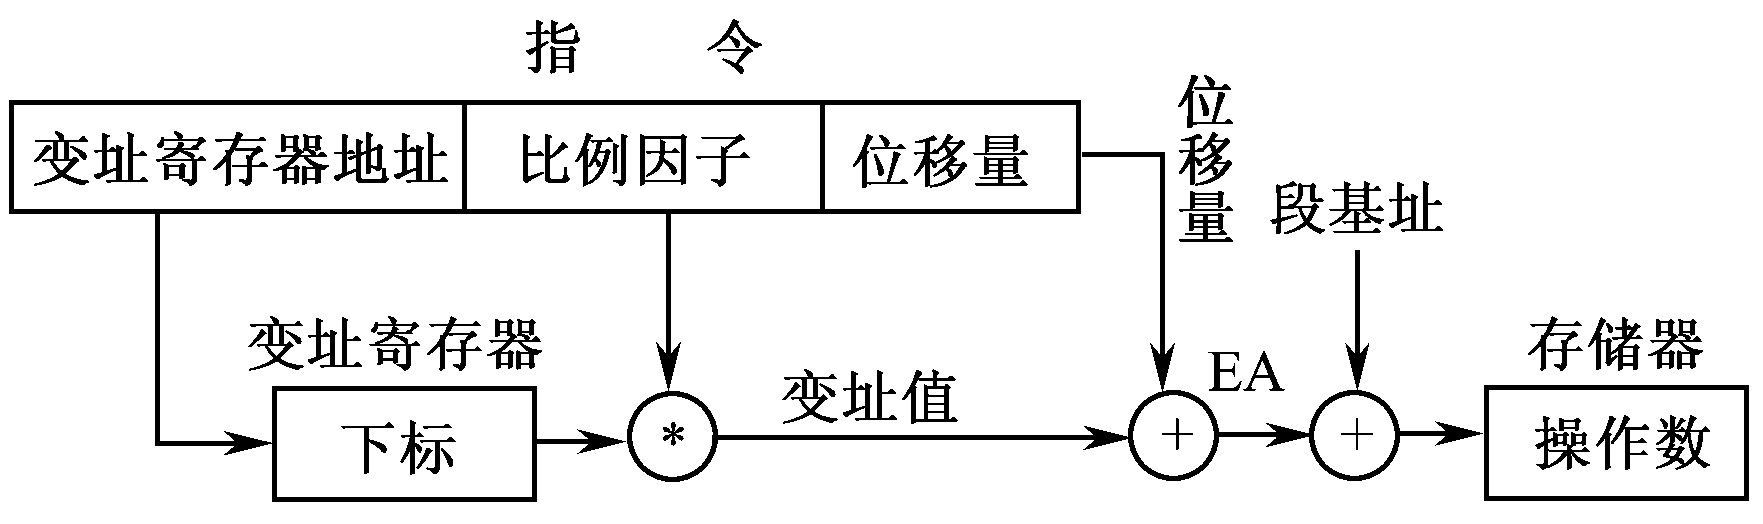 指 令
变址寄存器地址
比例因子
位移量
位移量
段基址
变址寄存器
下标
*
变址值
+
EA
+
存储器
操作数